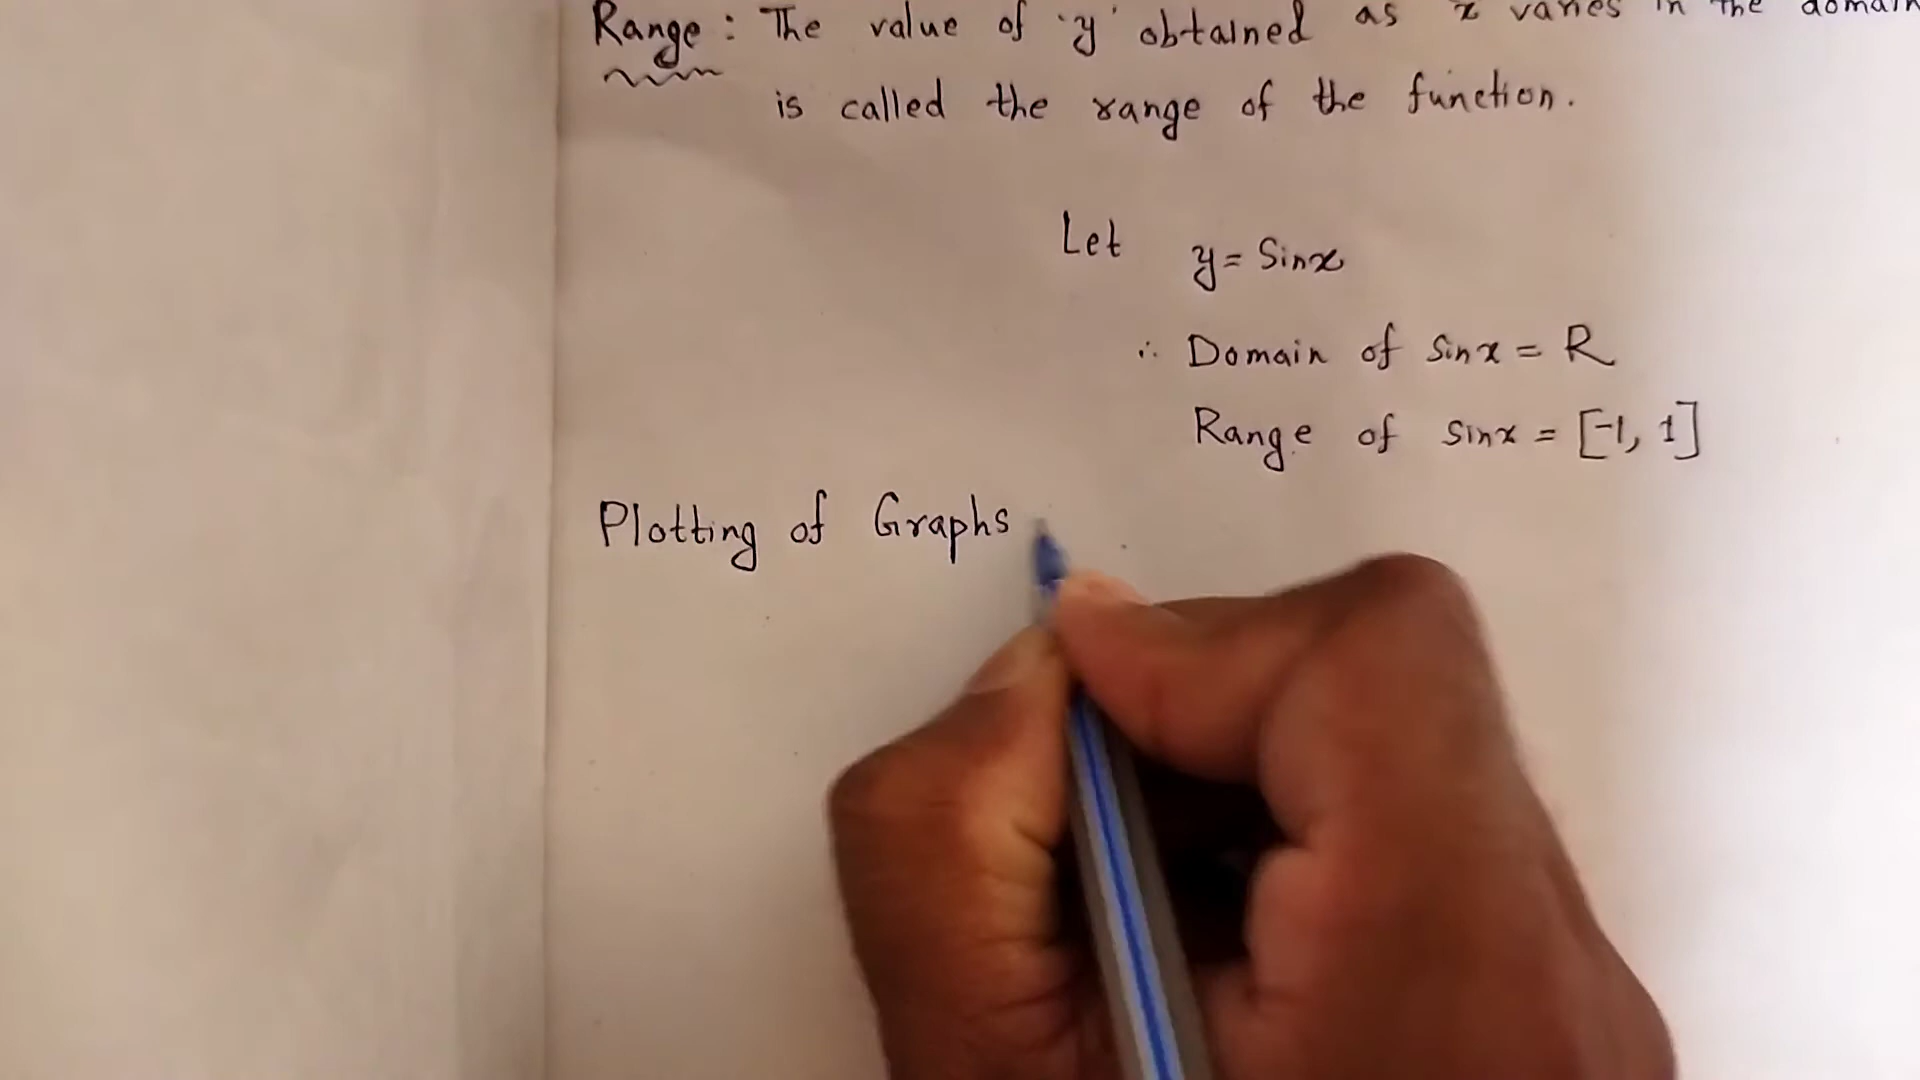 Range : The value of 'y' obtained as x varies in the domain
is called the range of the function.
Let y = Sinx
∴ Domain of Sinx = R
Range of Sinx = [-1, 1]
Plotting of Graphs